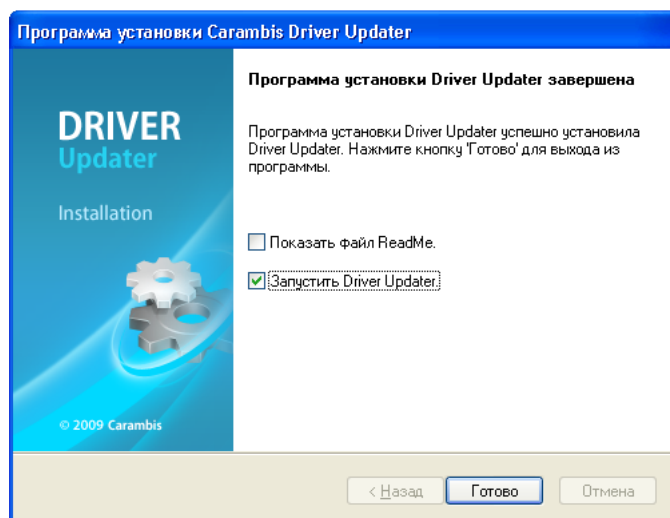 Программа установки Carambis Driver Updater
Программа установки Driver Updater завершена
DRIVER
Updater
Installation
Программа установки Driver Updater успешно установила
Driver Updater. Нажмите кнопку 'Готово' для выхода из
программы.
Показать файл ReadMe.
Запустить Driver Updater.
© 2009 Carambis
< Назад
Готово
Отмена